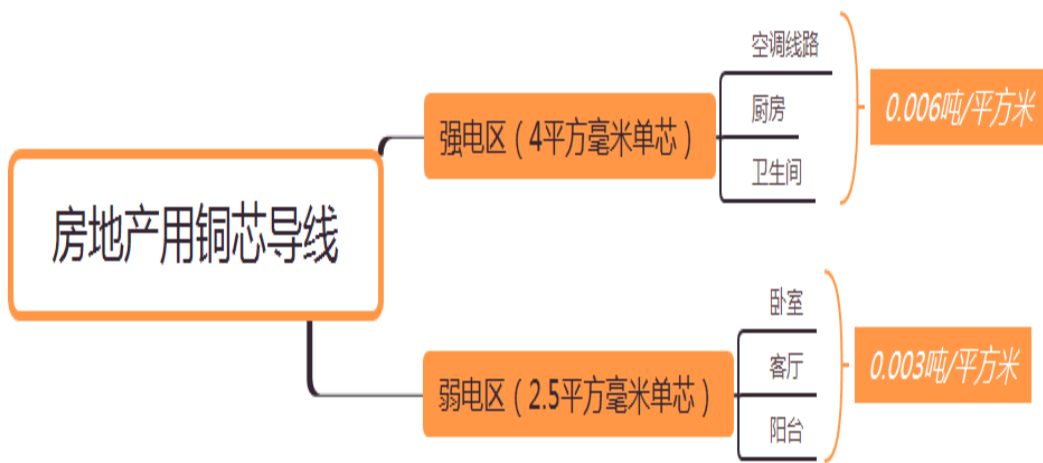 房地产用铜芯导线
强电区（4平方毫米单芯）
空调线路
厨房
卫生间
0.006吨/平方米
弱电区（2.5平方毫米单芯）
卧室
客厅
阳台
0.003吨/平方米